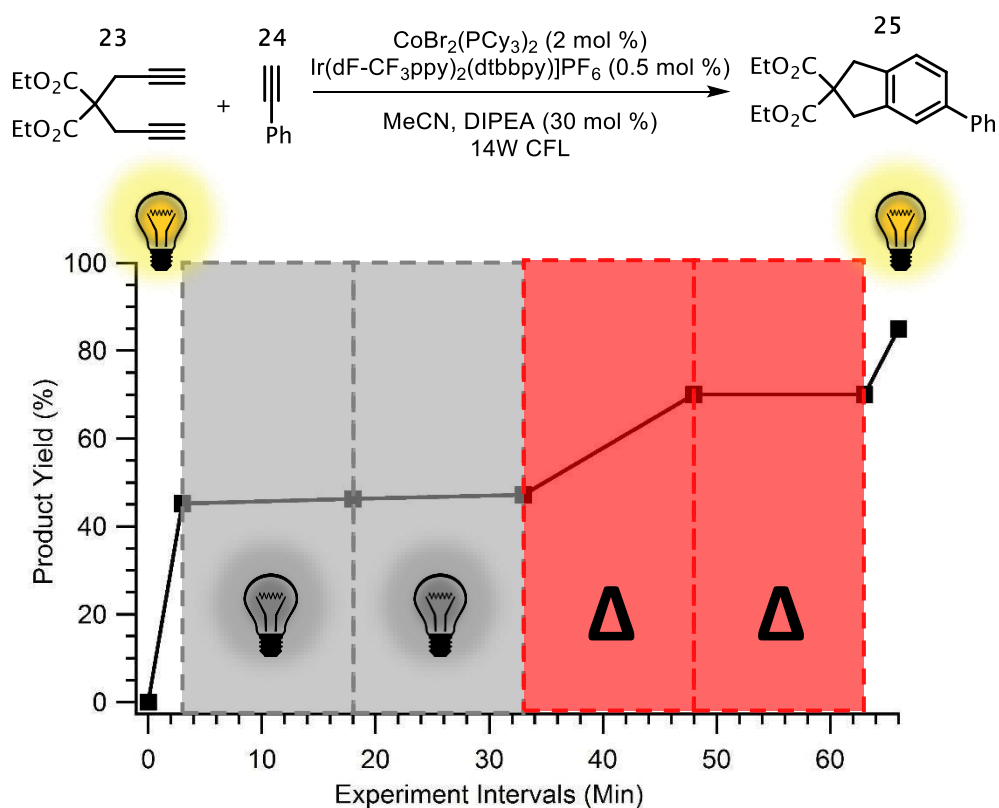 23
24
25
EtO₂C
EtO₂C
+
Ph
CoBr₂(PCy₃)₂ (2 mol %)
Ir(dF-CF₃ppy)₂(dtbbpy)]PF₆ (0.5 mol %)
MeCN, DIPEA (30 mol %)
14W CFL
EtO₂C
EtO₂C
Ph
Product Yield (%)
100
80
60
40
20
0
Δ
Δ
0
10
20
30
40
50
60
Experiment Intervals (Min)